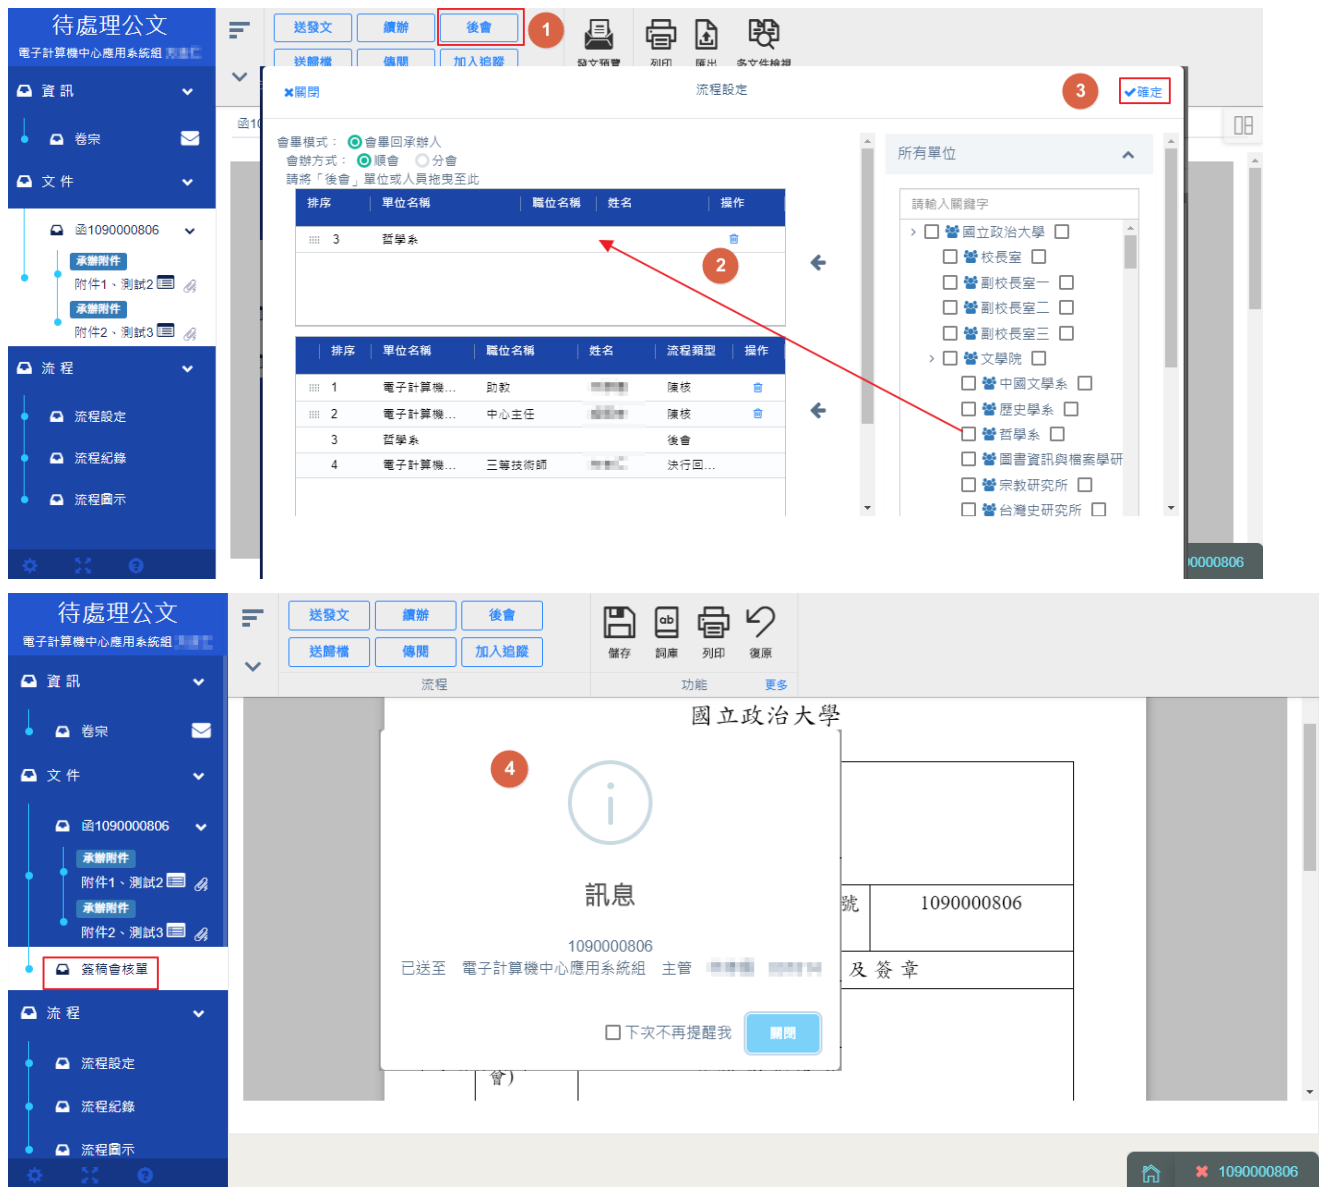 待處理公文
電子計算機中心應用系統組
資訊
卷宗
文件
函1090000806
承辦附件
附件1、測試2
承辦附件
附件2、測試3
流程
流程設定
流程紀錄
流程圖示
送發文
續辦
後會
1
送歸檔
傳閱
加入追蹤
發文預覽
列印
匯出
多文件檢視
函10
✖關閉
流程設定
3
✔確定
會畢模式：
會畢回承辦人
會辦方式：
順會
分會
請將「後會」單位或人員拖曳至此
排序
單位名稱
職位名稱
姓名
操作
3
哲學系
2
排序
單位名稱
職位名稱
姓名
流程類型
操作
1
電子計算機...
助教
陳核
2
電子計算機...
中心主任
陳核
3
哲學系
後會
4
電子計算機...
三等技術師
決行回...
所有單位
請輸入關鍵字
國立政治大學
校長室
副校長室一
副校長室二
副校長室三
文學院
中國文學系
歷史學系
哲學系
圖書資訊與檔案學研
宗教研究所
台灣史研究所
0000806
待處理公文
電子計算機中心應用系統組
資訊
卷宗
文件
函1090000806
承辦附件
附件1、測試2
承辦附件
附件2、測試3
簽稿會核單
流程
流程設定
流程紀錄
流程圖示
送發文
續辦
後會
送歸檔
傳閱
加入追蹤
流程
儲存
詞庫
列印
復原
功能
更多
國立政治大學
4
訊息
1090000806
已送至 電子計算機中心應用系統組 主管
下次不再提醒我
關閉
號
1090000806
及簽章
會)
✖ 1090000806